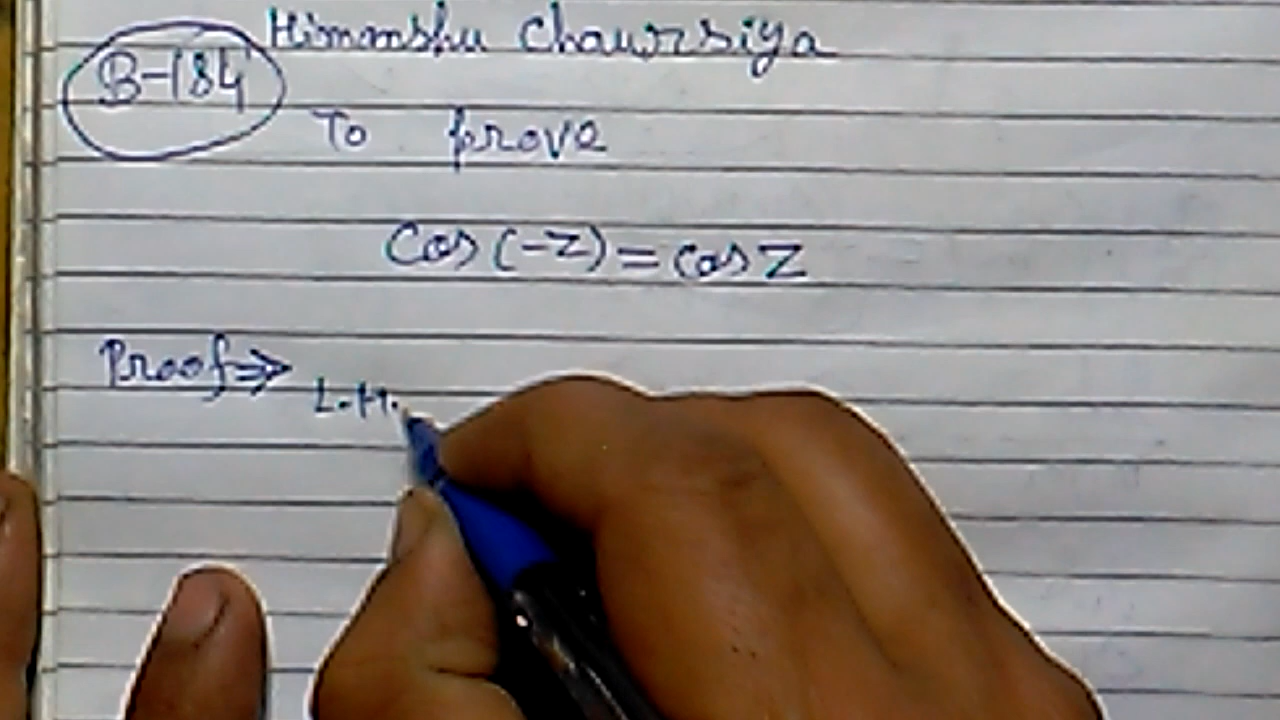 Himanshu Chaurasiya
B-184
To prove
Cos (-z) = cos z
Proof ⇒
L.H.